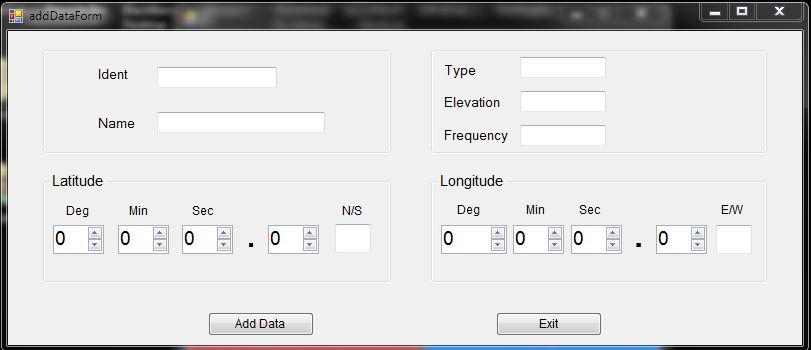 addDataForm
Ident
Name
Type
Elevation
Frequency
Latitude
Deg Min Sec N/S
0 0 0 . 0
Longitude
Deg Min Sec E/W
0 0 0 . 0
Add Data
Exit